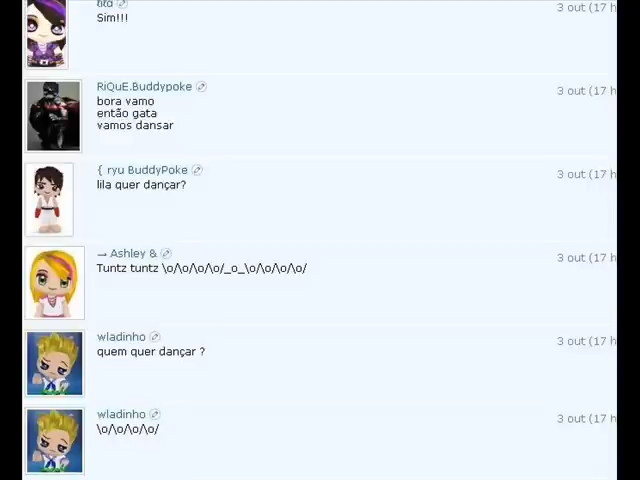 Sim!!!
3 out (17 h
RiQuE.Buddypoke
3 out (17 h
bora vamo
então gata
vamos dansar
{ ryu BuddyPoke
3 out (17 h
lila quer dançar?
→ Ashley &
3 out (17 h
Tuntz tuntz \o/\o/\o/\o/_o_\o/\o/\o/\o/
wladinho
3 out (17 h
quem quer dançar ?
wladinho
3 out (17 h
\o/\o/\o/\o/